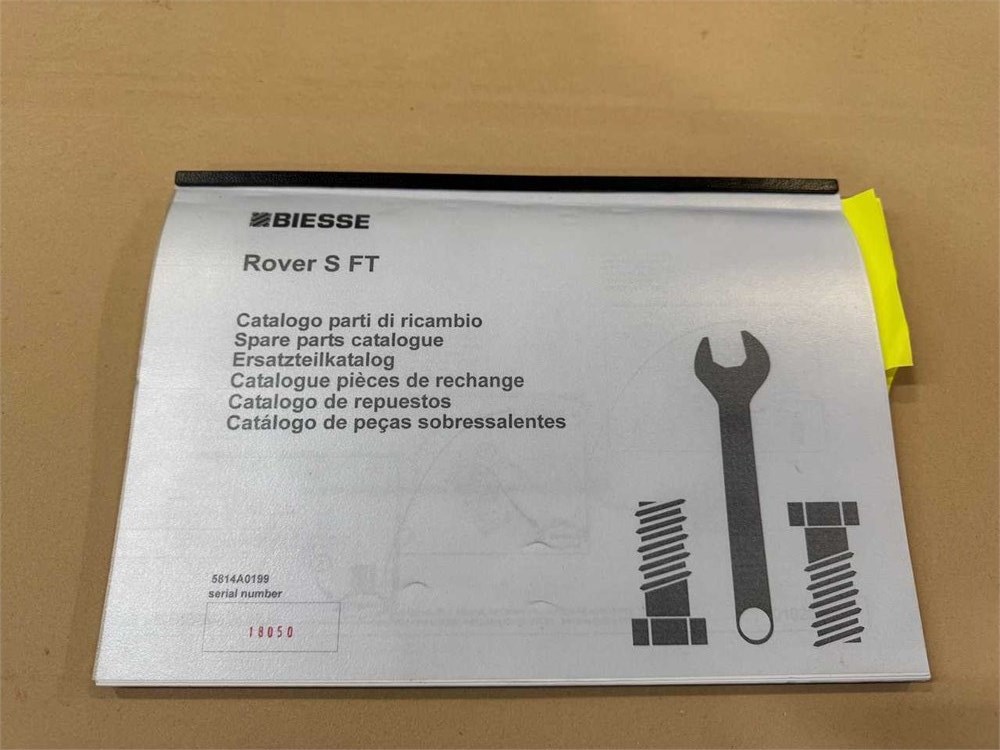 BIESSE
Rover S FT
Catalogo parti di ricambio
Spare parts catalogue
Ersatzteilkatalog
Catalogue pièces de rechange
Catalogo de repuestos
Catálogo de peças sobressalentes
5814A0199
serial number
18050